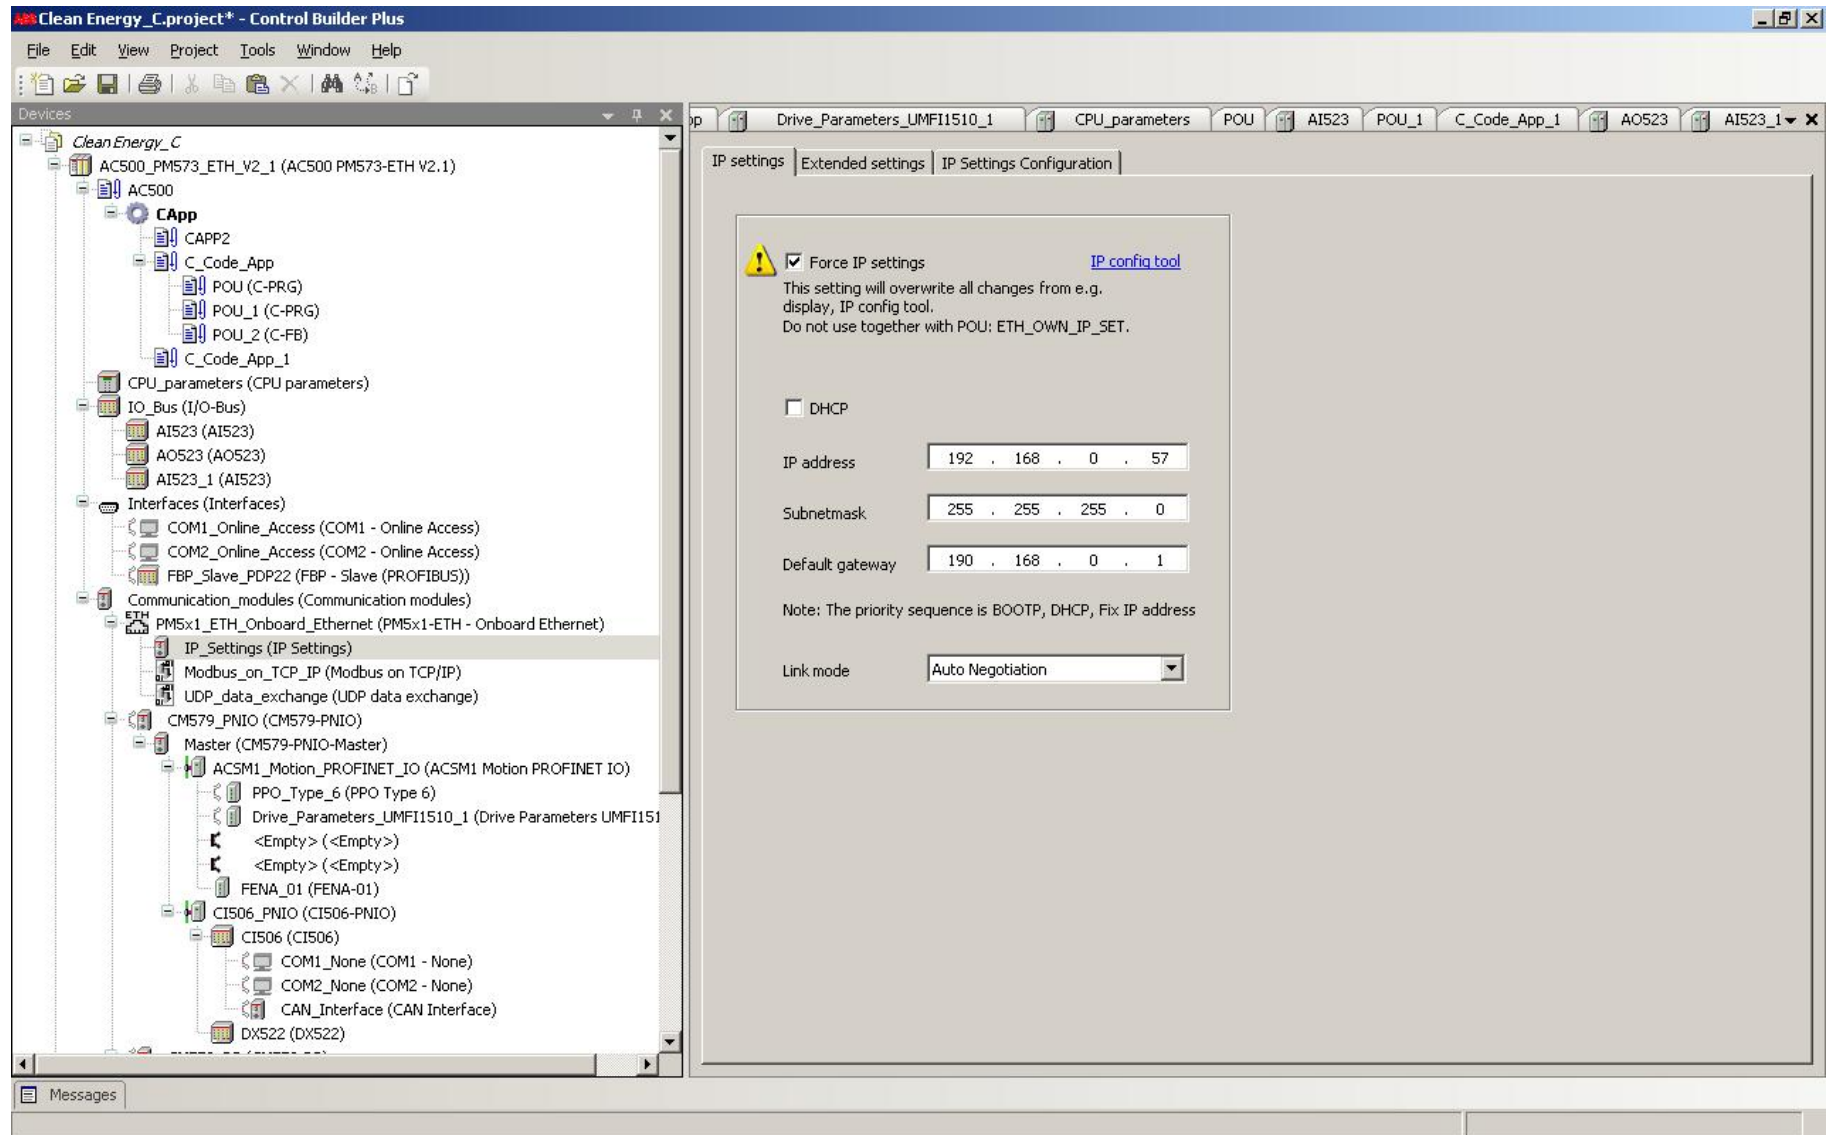 ABB Clean Energy_C.project* - Control Builder Plus
File Edit View Project Tools Window Help
Devices
Clean Energy_C
AC500_PM573_ETH_V2_1 (AC500 PM573-ETH V2.1)
AC500
CApp
CAPP2
C_Code_App
POU (C-PRG)
POU_1 (C-PRG)
POU_2 (C-FB)
C_Code_App_1
CPU_parameters (CPU parameters)
IO_Bus (I/O-Bus)
AI523 (AI523)
AO523 (AO523)
AI523_1 (AI523)
Interfaces (Interfaces)
COM1_Online_Access (COM1 - Online Access)
COM2_Online_Access (COM2 - Online Access)
FBP_Slave_PDP22 (FBP - Slave (PROFIBUS))
Communication_modules (Communication modules)
ETH
PM5x1_ETH_Onboard_Ethernet (PM5x1-ETH - Onboard Ethernet)
IP_Settings (IP Settings)
Modbus_on_TCP_IP (Modbus on TCP/IP)
UDP_data_exchange (UDP data exchange)
CM579_PNIO (CM579-PNIO)
Master (CM579-PNIO-Master)
ACSM1_Motion_PROFINET_IO (ACSM1 Motion PROFINET IO)
PPO_Type_6 (PPO Type 6)
Drive_Parameters_UMFI1510_1 (Drive Parameters UMFI151
<Empty> (<Empty>)
<Empty> (<Empty>)
FENA_01 (FENA-01)
CI506_PNIO (CI506-PNIO)
CI506 (CI506)
COM1_None (COM1 - None)
COM2_None (COM2 - None)
CAN_Interface (CAN Interface)
DX522 (DX522)
Messages
pp Drive_Parameters_UMFI1510_1 CPU_parameters POU AI523 POU_1 C_Code_App_1 AO523 AI523_1
IP settings Extended settings IP Settings Configuration
Force IP settings IP config tool
This setting will overwrite all changes from e.g.
display, IP config tool.
Do not use together with POU: ETH_OWN_IP_SET.
DHCP
IP address 192 . 168 . 0 . 57
Subnetmask 255 . 255 . 255 . 0
Default gateway 190 . 168 . 0 . 1
Note: The priority sequence is BOOTP, DHCP, Fix IP address
Link mode Auto Negotiation